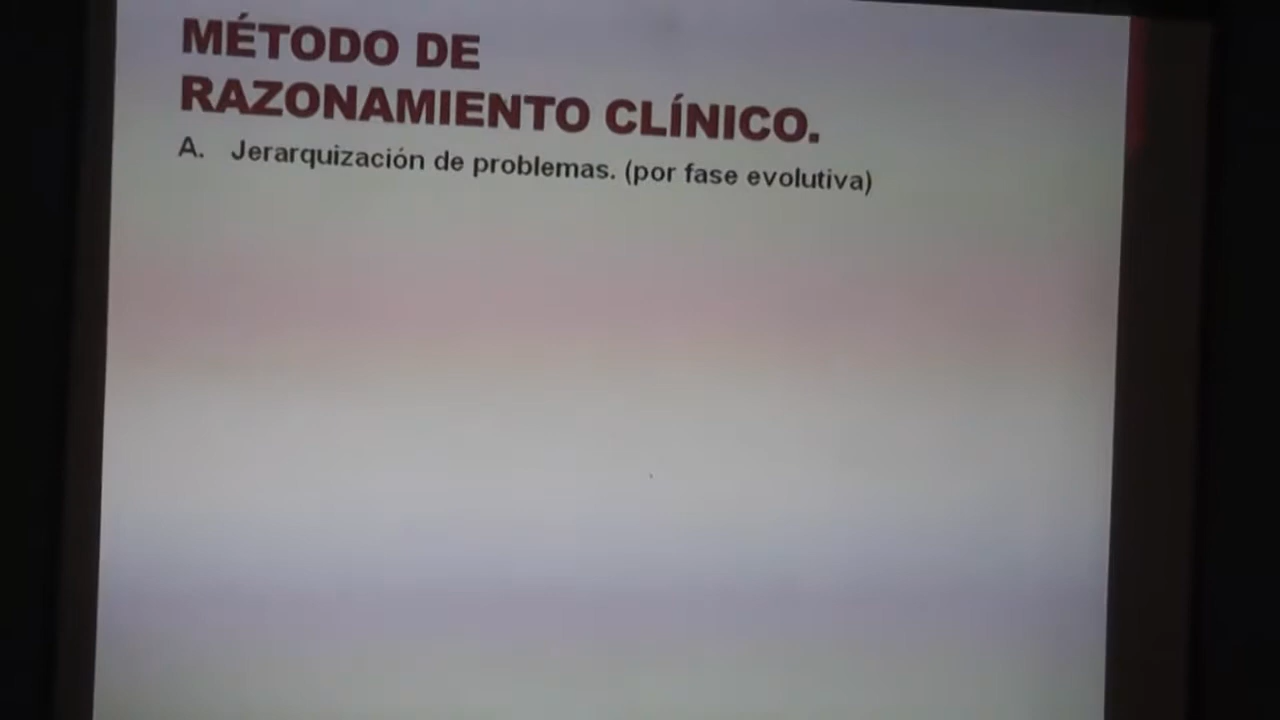 MÉTODO DE
RAZONAMIENTO CLÍNICO.
A. Jerarquización de problemas. (por fase evolutiva)